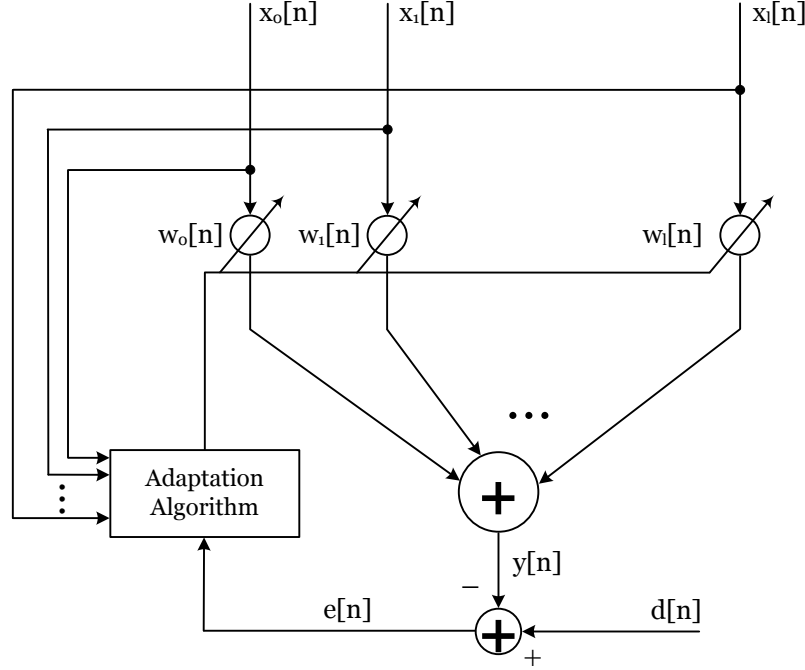 x₀[n]
x₁[n]
xₗ[n]
w₀[n]
w₁[n]
wₗ[n]
...
+
Adaptation
Algorithm
⋮
y[n]
−
e[n]
+
d[n]
+